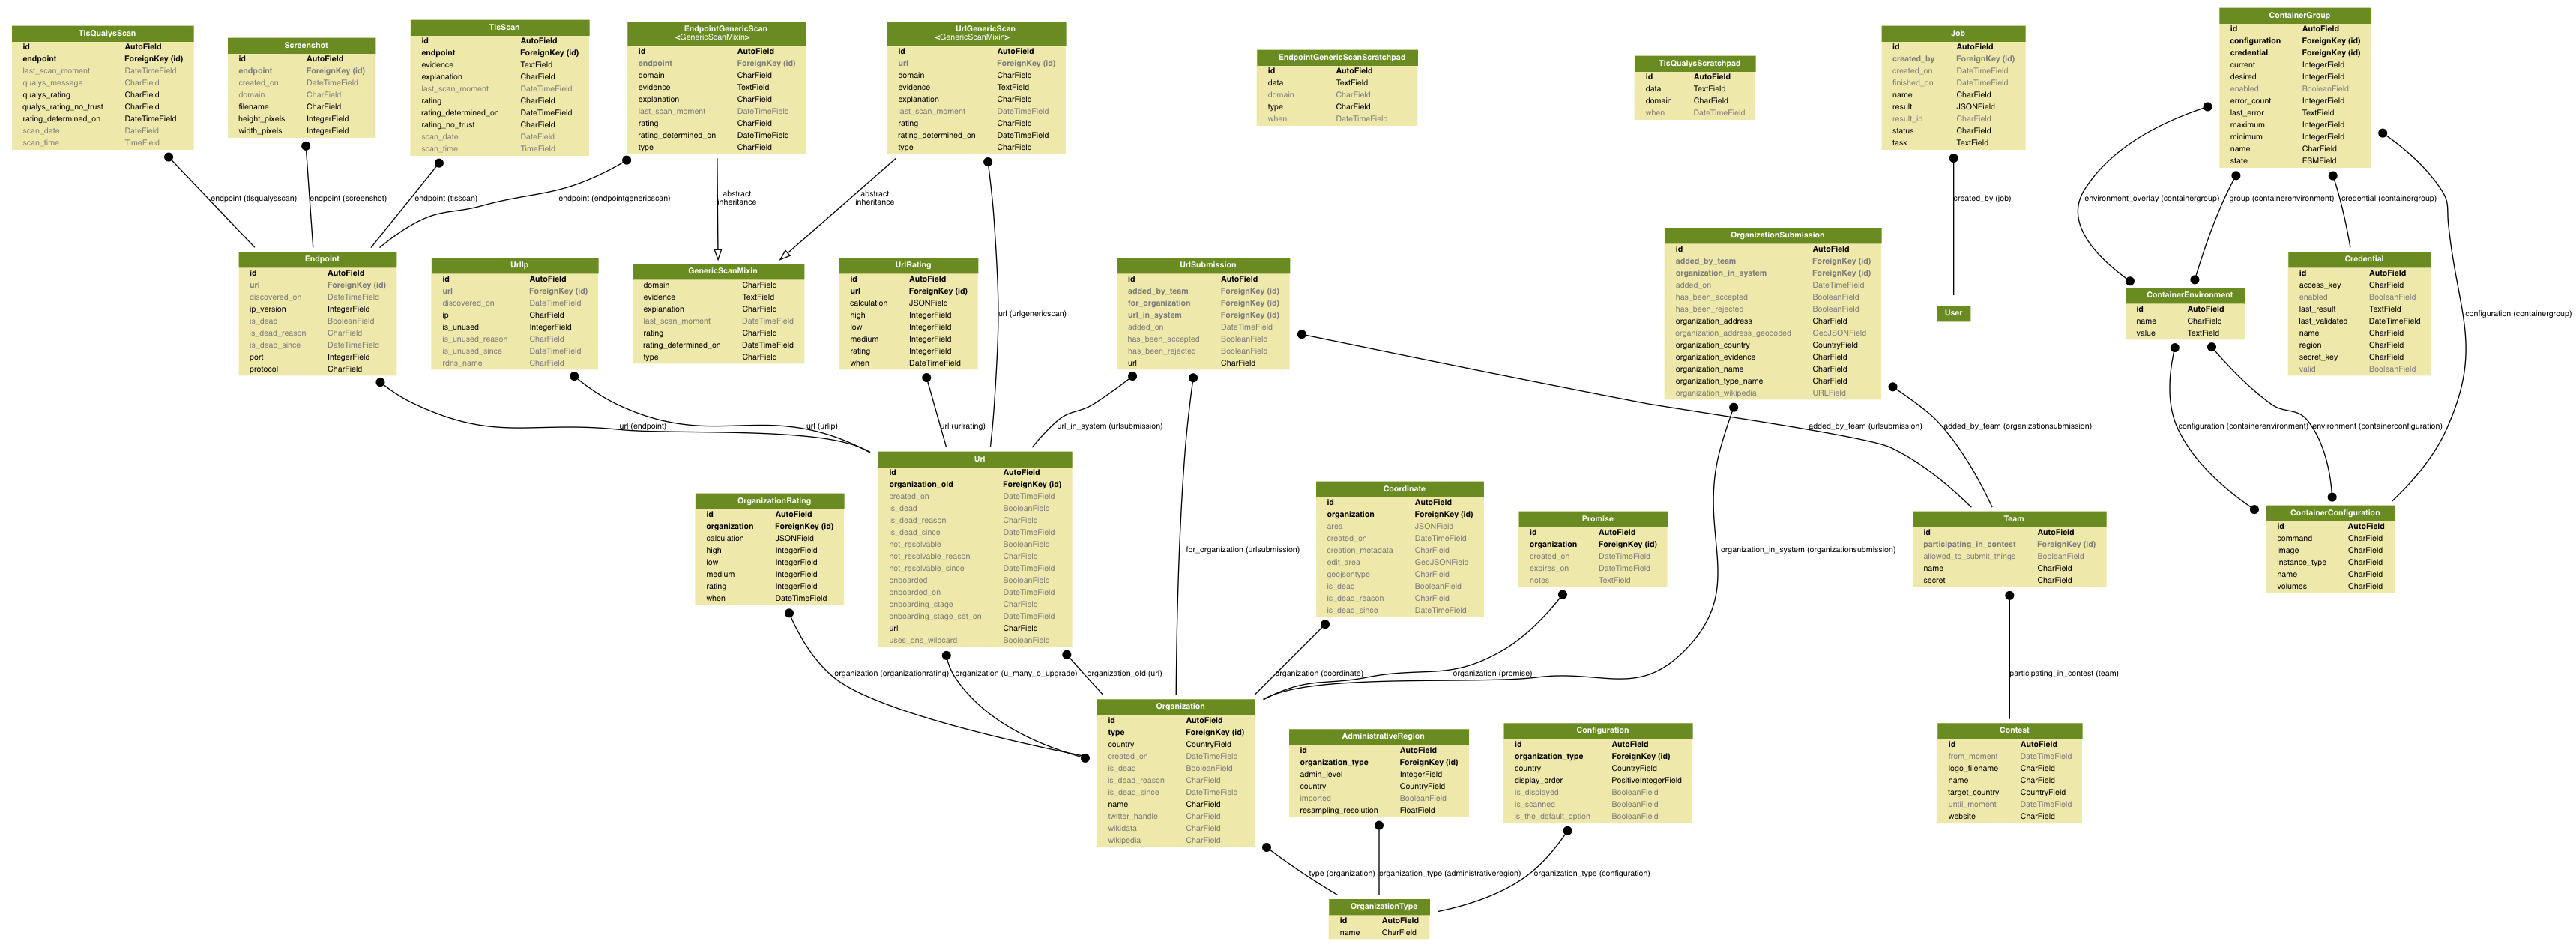 TlsQualysScan
id AutoField
endpoint ForeignKey (id)
last_scan_moment DateTimeField
qualys_message CharField
qualys_rating CharField
qualys_rating_no_trust CharField
rating_determined_on DateTimeField
scan_date DateField
scan_time TimeField
Screenshot
id AutoField
endpoint ForeignKey (id)
created_on DateTimeField
domain CharField
filename CharField
height_pixels IntegerField
width_pixels IntegerField
TlsScan
id AutoField
endpoint ForeignKey (id)
evidence TextField
explanation CharField
last_scan_moment DateTimeField
rating CharField
rating_determined_on DateTimeField
rating_no_trust CharField
scan_date DateField
scan_time TimeField
EndpointGenericScan
<GenericScanMixin>
id AutoField
endpoint ForeignKey (id)
domain CharField
evidence TextField
explanation CharField
last_scan_moment DateTimeField
rating CharField
rating_determined_on DateTimeField
type CharField
UrlGenericScan
<GenericScanMixin>
id AutoField
url ForeignKey (id)
domain CharField
evidence TextField
explanation CharField
last_scan_moment DateTimeField
rating CharField
rating_determined_on DateTimeField
type CharField
EndpointGenericScanScratchpad
id AutoField
data TextField
domain CharField
type CharField
when DateTimeField
TlsQualysScratchpad
id AutoField
data TextField
domain CharField
when DateTimeField
Job
id AutoField
created_by ForeignKey (id)
created_on DateTimeField
finished_on DateTimeField
name CharField
result JSONField
result_id CharField
status CharField
task TextField
ContainerGroup
id AutoField
configuration ForeignKey (id)
credential ForeignKey (id)
current IntegerField
desired IntegerField
enabled BooleanField
error_count IntegerField
last_error TextField
maximum IntegerField
minimum IntegerField
name CharField
state FSMField
endpoint (tlsqualysscan)
endpoint (screenshot)
endpoint (tlsscan)
endpoint (endpointgenericscan)
abstract
inheritance
abstract
inheritance
created_by (job)
environment_overlay (containergroup)
group (containerenvironment)
credential (containergroup)
Endpoint
id AutoField
url ForeignKey (id)
discovered_on DateTimeField
ip_version IntegerField
is_dead BooleanField
is_dead_reason CharField
is_dead_since DateTimeField
port IntegerField
protocol CharField
UrlIp
id AutoField
url ForeignKey (id)
discovered_on DateTimeField
ip CharField
is_unused IntegerField
is_unused_reason CharField
is_unused_since DateTimeField
rdns_name CharField
GenericScanMixin
domain CharField
evidence TextField
explanation CharField
last_scan_moment DateTimeField
rating CharField
rating_determined_on DateTimeField
type CharField
UrlRating
id AutoField
url ForeignKey (id)
calculation JSONField
high IntegerField
low IntegerField
medium IntegerField
rating IntegerField
when DateTimeField
url (urlgenericscan)
UrlSubmission
id AutoField
added_by_team ForeignKey (id)
for_organization ForeignKey (id)
url_in_system ForeignKey (id)
added_on DateTimeField
has_been_accepted BooleanField
has_been_rejected BooleanField
url CharField
OrganizationSubmission
id AutoField
added_by_team ForeignKey (id)
organization_in_system ForeignKey (id)
added_on DateTimeField
has_been_accepted BooleanField
has_been_rejected BooleanField
organization_address CharField
organization_address_geocoded GeoJSONField
organization_country CountryField
organization_evidence CharField
organization_name CharField
organization_type_name CharField
organization_wikipedia URLField
User
ContainerEnvironment
id AutoField
name CharField
value TextField
Credential
id AutoField
access_key CharField
enabled BooleanField
last_result TextField
last_validated DateTimeField
name CharField
region CharField
secret_key CharField
valid BooleanField
configuration (containergroup)
url (endpoint)
url (urlip)
url (urlrating)
url_in_system (urlsubmission)
added_by_team (urlsubmission)
added_by_team (organizationsubmission)
configuration (containerenvironment)
environment (containerconfiguration)
OrganizationRating
id AutoField
organization ForeignKey (id)
calculation JSONField
high IntegerField
low IntegerField
medium IntegerField
rating IntegerField
when DateTimeField
Url
id AutoField
organization_old ForeignKey (id)
created_on DateTimeField
is_dead BooleanField
is_dead_reason CharField
is_dead_since DateTimeField
not_resolvable BooleanField
not_resolvable_reason CharField
not_resolvable_since DateTimeField
onboarded BooleanField
onboarded_on DateTimeField
onboarding_stage CharField
onboarding_stage_set_on DateTimeField
url CharField
uses_dns_wildcard BooleanField
for_organization (urlsubmission)
Coordinate
id AutoField
organization ForeignKey (id)
area JSONField
created_on DateTimeField
creation_metadata CharField
edit_area GeoJSONField
geojsontype CharField
is_dead BooleanField
is_dead_reason CharField
is_dead_since DateTimeField
Promise
id AutoField
organization ForeignKey (id)
created_on DateTimeField
expires_on DateTimeField
notes TextField
organization_in_system (organizationsubmission)
Team
id AutoField
participating_in_contest ForeignKey (id)
allowed_to_submit_things BooleanField
name CharField
secret CharField
ContainerConfiguration
id AutoField
command CharField
image CharField
instance_type CharField
name CharField
volumes CharField
organization (organizationrating)
organization (u_many_o_upgrade)
organization_old (url)
organization (coordinate)
organization (promise)
participating_in_contest (team)
Organization
id AutoField
type ForeignKey (id)
country CountryField
created_on DateTimeField
is_dead BooleanField
is_dead_reason CharField
is_dead_since DateTimeField
name CharField
twitter_handle CharField
wikidata CharField
wikipedia CharField
AdministrativeRegion
id AutoField
organization_type ForeignKey (id)
admin_level IntegerField
country CountryField
imported BooleanField
resampling_resolution FloatField
Configuration
id AutoField
organization_type ForeignKey (id)
country CountryField
display_order PositiveIntegerField
is_displayed BooleanField
is_scanned BooleanField
is_the_default_option BooleanField
Contest
id AutoField
from_moment DateTimeField
logo_filename CharField
name CharField
target_country CountryField
until_moment DateTimeField
website CharField
type (organization)
organization_type (administrativeregion)
organization_type (configuration)
OrganizationType
id AutoField
name CharField